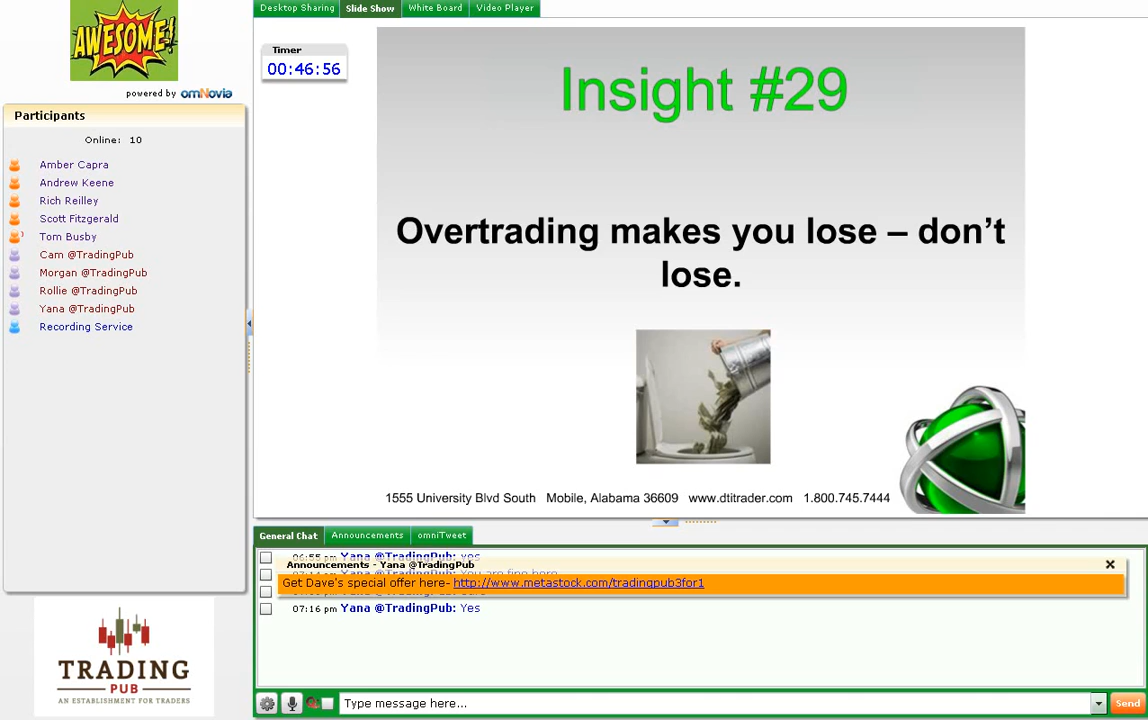 AWESOME!
powered by omNovia
Participants
Online: 10
Amber Capra
Andrew Keene
Rich Reilley
Scott Fitzgerald
Tom Busby
Cam @TradingPub
Morgan @TradingPub
Rollie @TradingPub
Yana @TradingPub
Recording Service
TRADING
PUB
AN ESTABLISHMENT FOR TRADERS
Desktop Sharing Slide Show White Board Video Player
Timer
00:46:56
Insight #29
Overtrading makes you lose – don't
lose.
1555 University Blvd South Mobile, Alabama 36609 www.dtitrader.com 1.800.745.7444
General Chat Announcements omniTweet
06:55 pm Yana @TradingPub: yes
Announcements - Yana @TradingPub
You are fine here
Get Dave's special offer here- http://www.metastock.com/tradingpub3for1
07:16 pm Yana @TradingPub: Yes
Type message here...
Send